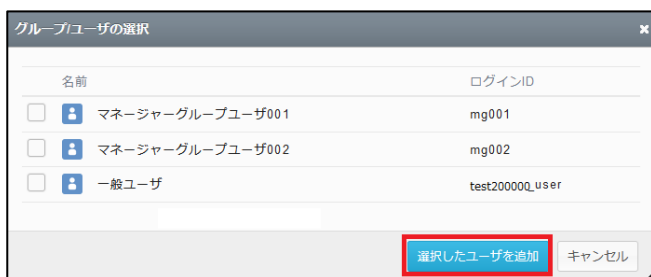 グループ/ユーザの選択 ×
名前 ログインID
マネージャーグループユーザ001 mg001
マネージャーグループユーザ002 mg002
一般ユーザ test200000_user
選択したユーザを追加 キャンセル